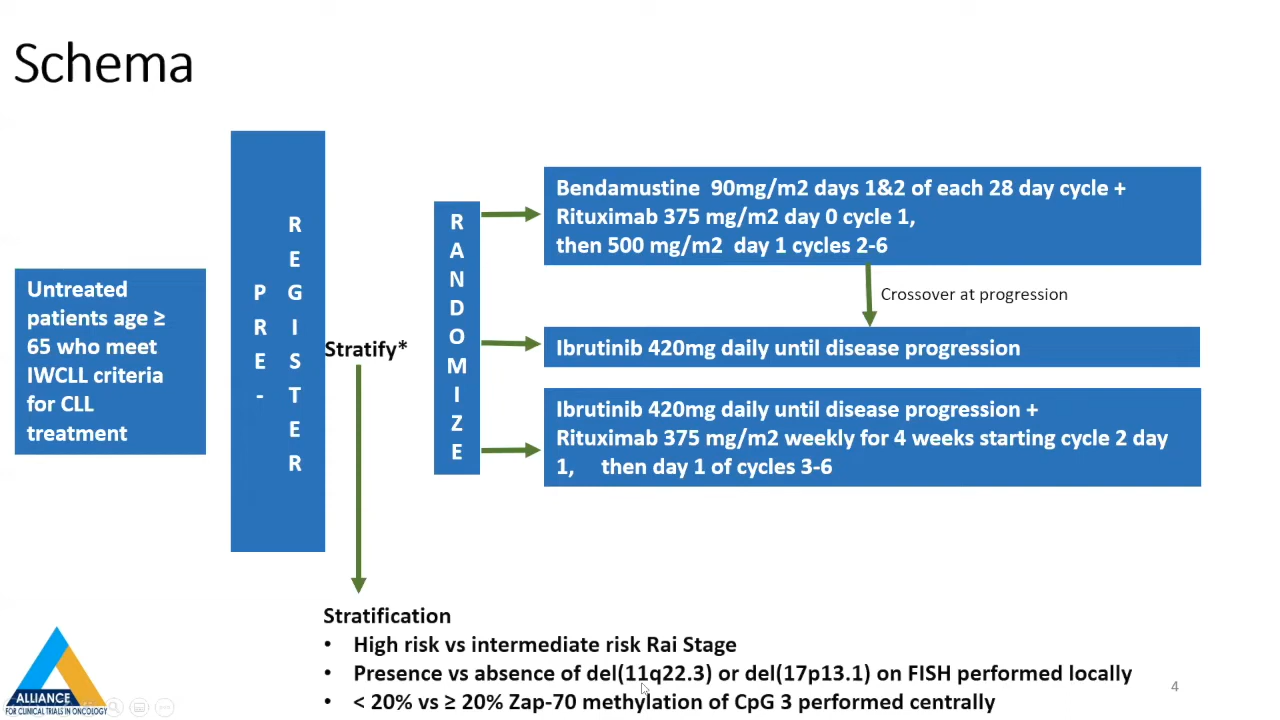 Schema
Untreated
patients age ≥
65 who meet
IWCLL criteria
for CLL
treatment
PRE-
REGISTER
Stratify*
RANDOMIZE
Bendamustine 90mg/m2 days 1&2 of each 28 day cycle +
Rituximab 375 mg/m2 day 0 cycle 1,
then 500 mg/m2 day 1 cycles 2-6
Crossover at progression
Ibrutinib 420mg daily until disease progression
Ibrutinib 420mg daily until disease progression +
Rituximab 375 mg/m2 weekly for 4 weeks starting cycle 2 day
1, then day 1 of cycles 3-6
Stratification
• High risk vs intermediate risk Rai Stage
• Presence vs absence of del(11q22.3) or del(17p13.1) on FISH performed locally
• < 20% vs ≥ 20% Zap-70 methylation of CpG 3 performed centrally
ALLIANCE
FOR CLINICAL TRIALS IN ONCOLOGY
4